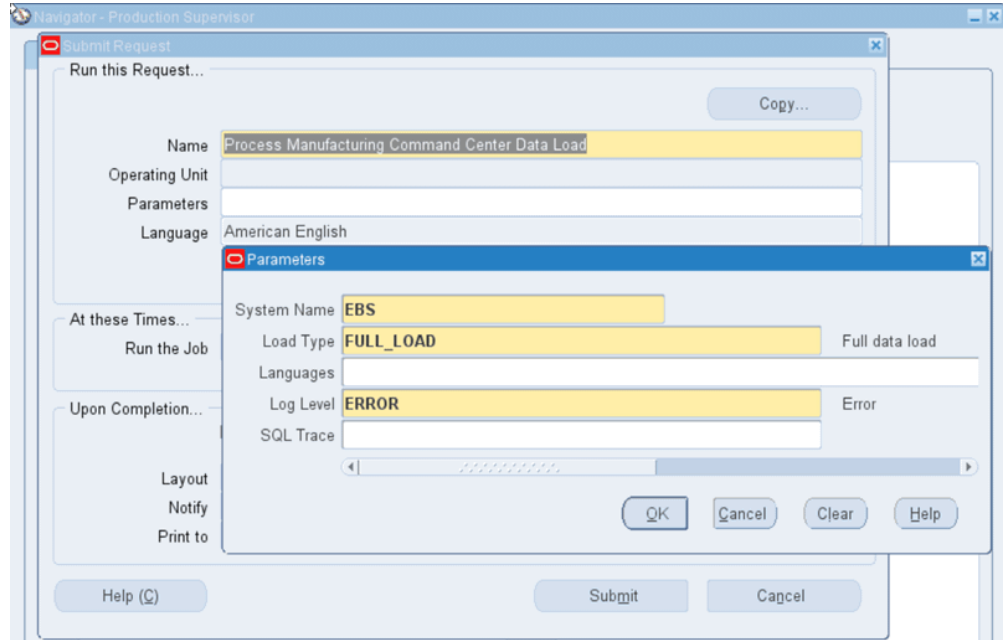 Navigator - Production Supervisor
Submit Request
Run this Request...
Copy...
Name Process Manufacturing Command Center Data Load
Operating Unit
Parameters
Language American English
Parameters
System Name EBS
At these Times...
Load Type FULL_LOAD Full data load
Run the Job
Languages
Upon Completion...
Log Level ERROR Error
SQL Trace
Layout
Notify
OK Cancel Clear Help
Print to
Help (C) Submit Cancel